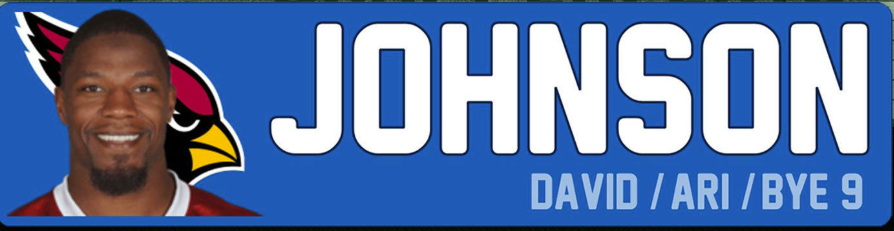 JOHNSON
DAVID / ARI / BYE 9